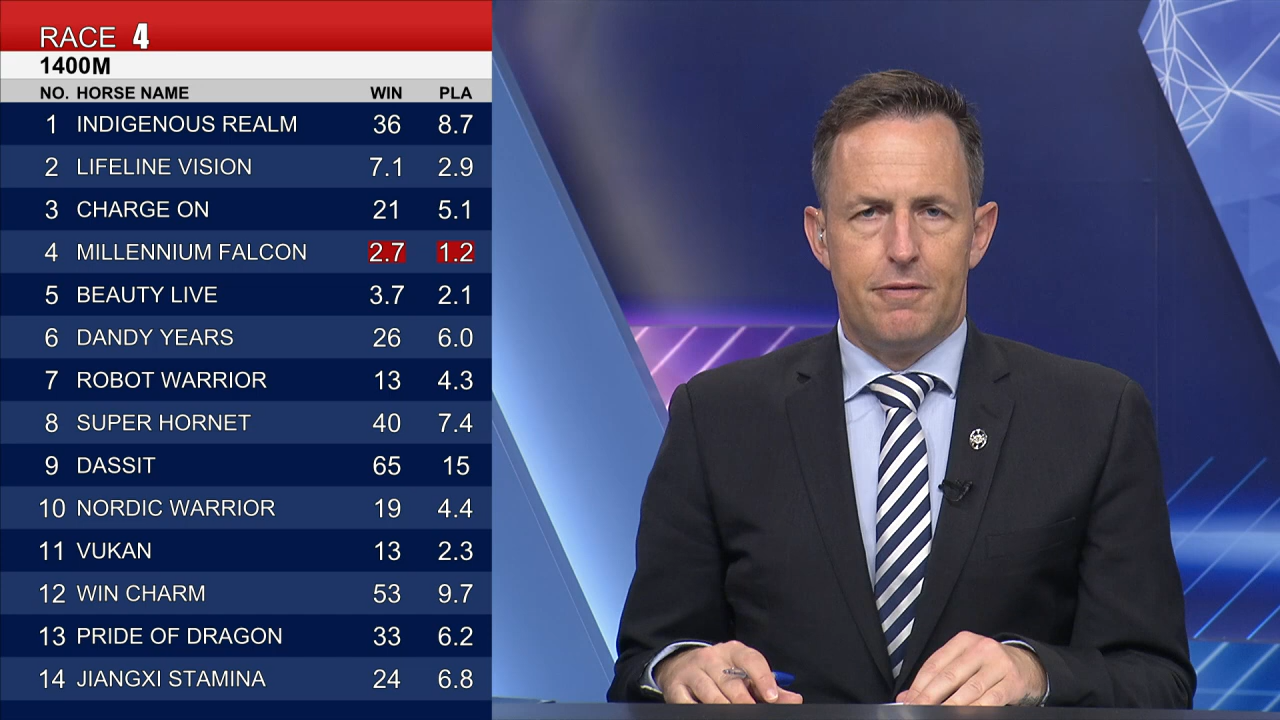 RACE 4
1400M
NO. HORSE NAME WIN PLA
1 INDIGENOUS REALM 36 8.7
2 LIFELINE VISION 7.1 2.9
3 CHARGE ON 21 5.1
4 MILLENNIUM FALCON 2.7 1.2
5 BEAUTY LIVE 3.7 2.1
6 DANDY YEARS 26 6.0
7 ROBOT WARRIOR 13 4.3
8 SUPER HORNET 40 7.4
9 DASSIT 65 15
10 NORDIC WARRIOR 19 4.4
11 VUKAN 13 2.3
12 WIN CHARM 53 9.7
13 PRIDE OF DRAGON 33 6.2
14 JIANGXI STAMINA 24 6.8